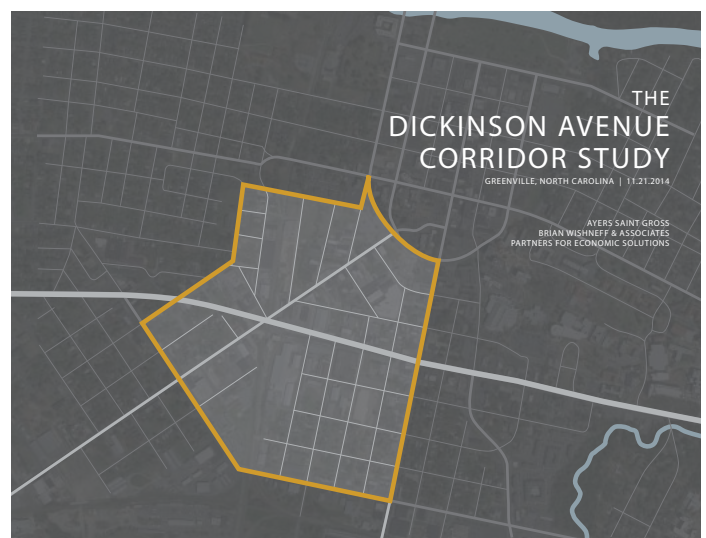 THE
DICKINSON AVENUE
CORRIDOR STUDY
GREENVILLE, NORTH CAROLINA | 11.21.2014
AYERS SAINT GROSS
BRIAN WISHNEFF & ASSOCIATES
PARTNERS FOR ECONOMIC SOLUTIONS